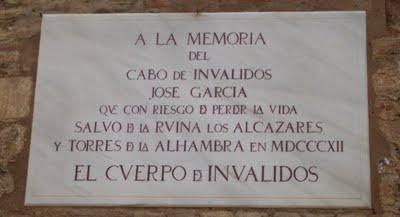 A LA MEMORIA
DEL
CABO DE INVALIDOS
JOSE GARCIA
QVE CON RIESGO D PERDR LA VIDA
SALVO D LA RVINA LOS ALCAZARES
Y TORRES D LA ALHAMBRA EN MDCCCXII
EL CVERPO D INVALIDOS